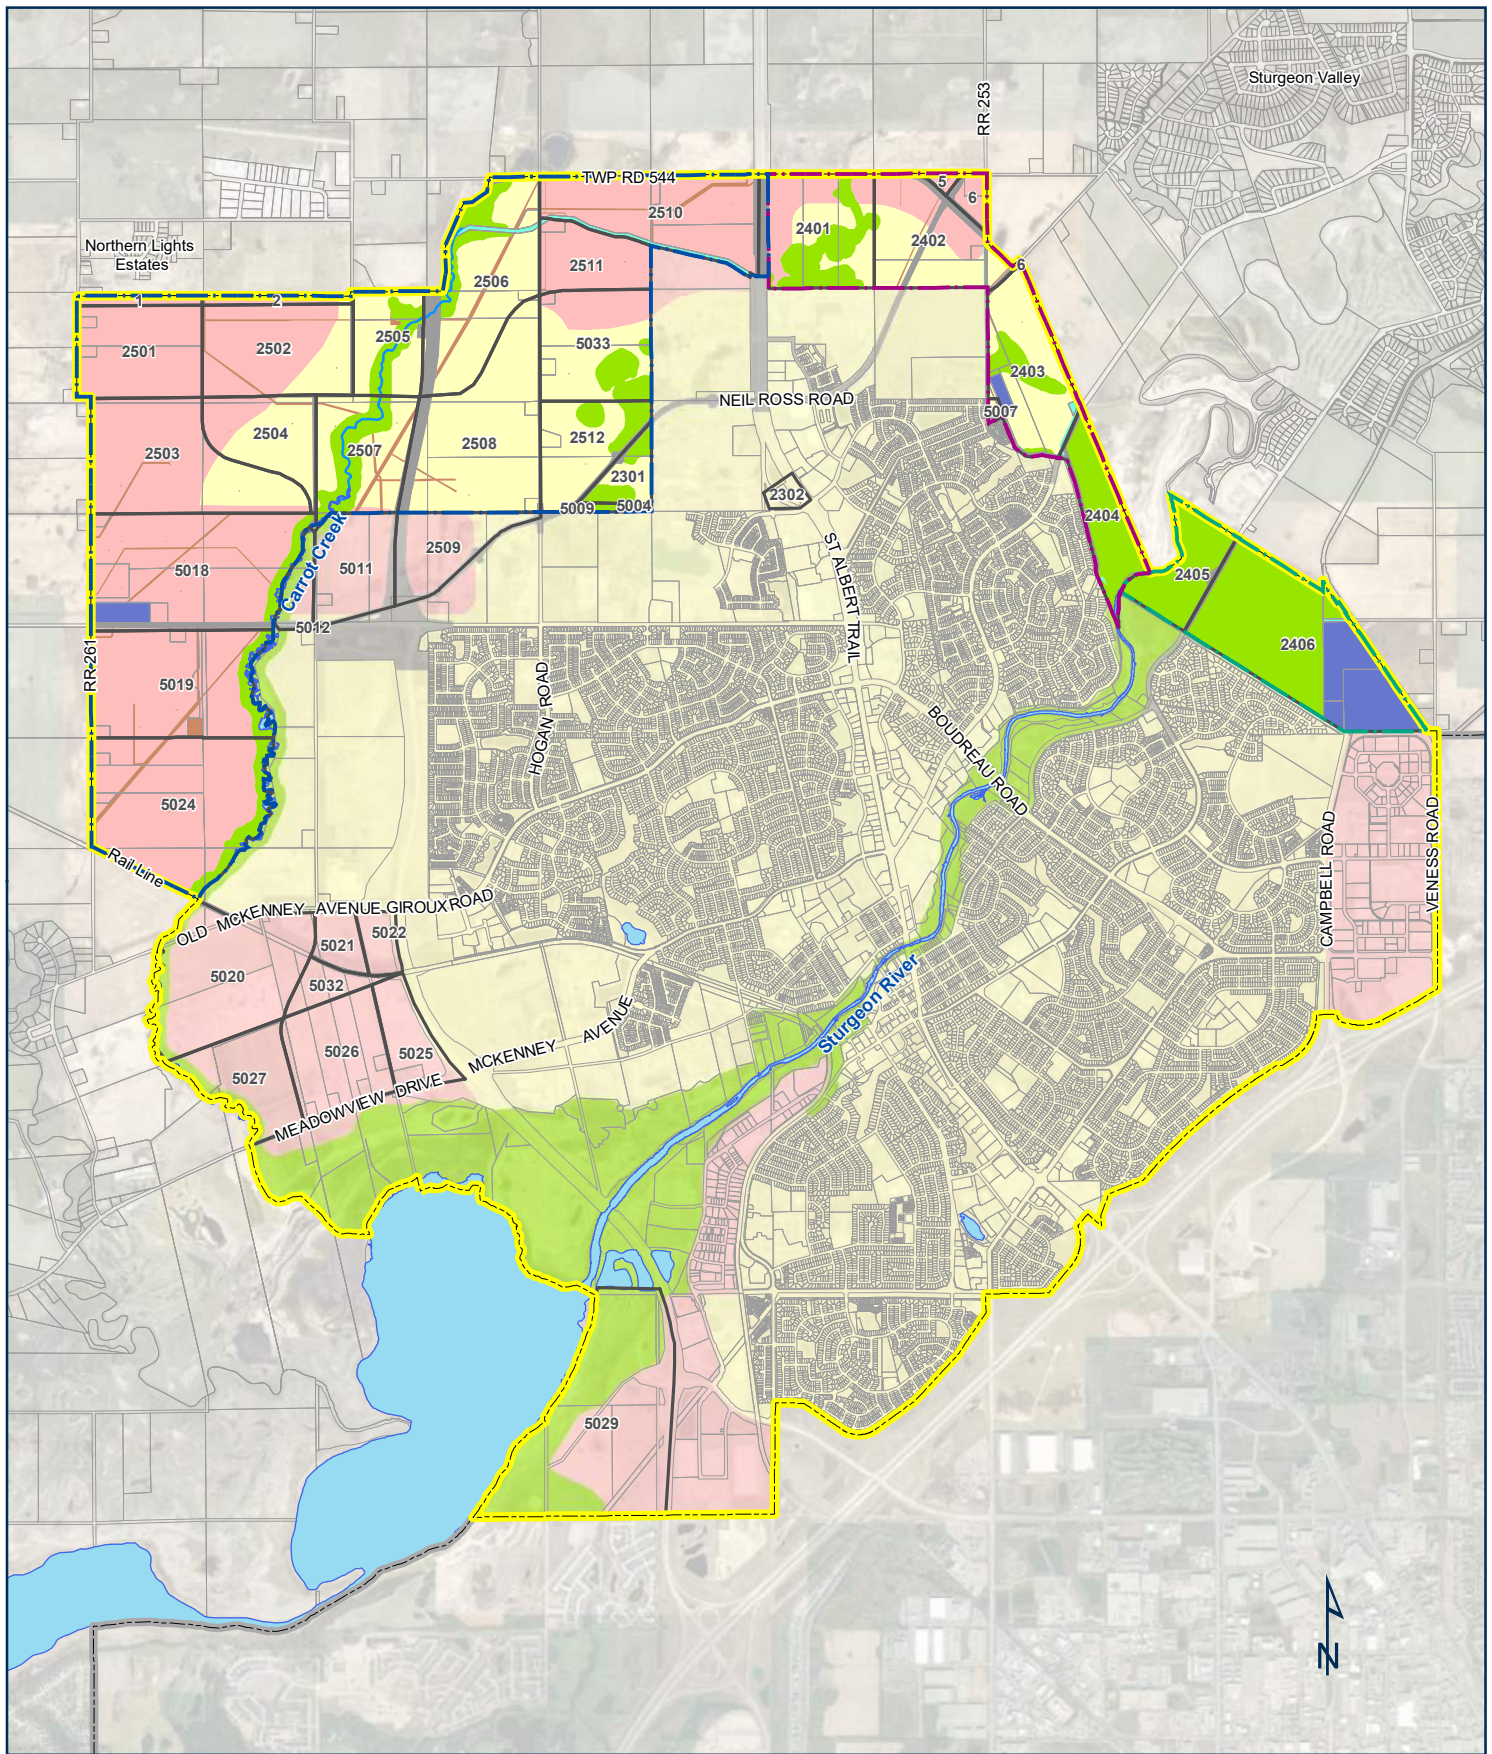 Sturgeon Valley
RR 253
TWP RD 544
5
6
2510
2401
2402
Northern Lights
Estates
6
2511
2506
1
2
2505
2501
2502
5033
2403
NEIL ROSS ROAD
5007
2504
2507
2508
2512
2503
2301
2302
5009
5004
2404
Carrot Creek
2509
ST ALBERT TRAIL
5018
5011
2405
5012
2406
RR 261
5019
HOGAN ROAD
BOUDREAU ROAD
5024
CAMPBELL ROAD
VENESS ROAD
Rail Line
OLD MCKENNEY AVENUE
GIROUX ROAD
5021
5022
5020
5032
Sturgeon River
MCKENNEY AVENUE
5026
5025
5027
MEADOWVIEW DRIVE
5029
N